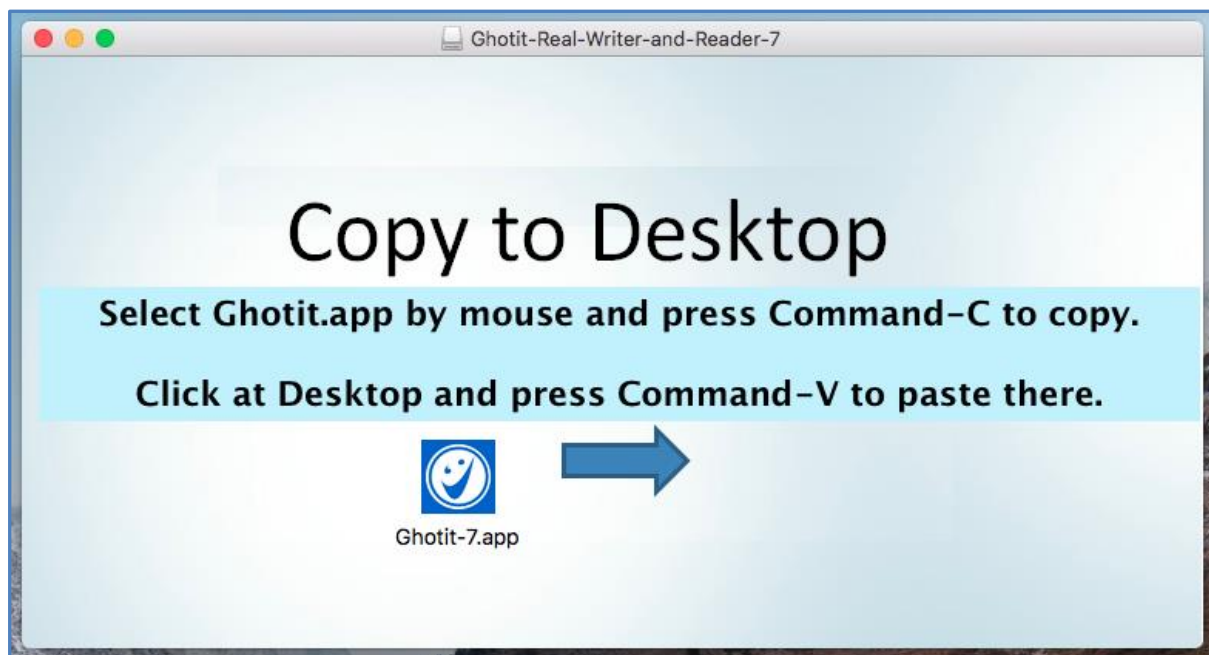 Ghotit-Real-Writer-and-Reader-7
Copy to Desktop
Select Ghotit.app by mouse and press Command-C to copy.
Click at Desktop and press Command-V to paste there.
Ghotit-7.app